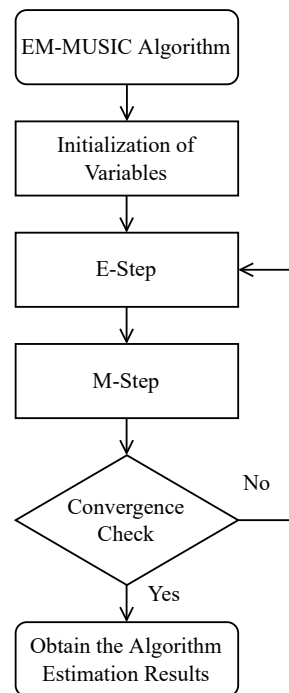 EM-MUSIC Algorithm
Initialization of
Variables
E-Step
M-Step
Convergence
Check
No
Yes
Obtain the Algorithm
Estimation Results